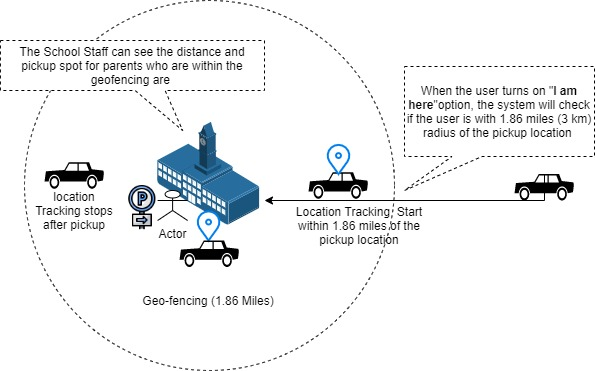 The School Staff can see the distance and
pickup spot for parents who are within the
geofencing are
When the user turns on "I am
here"option, the system will check
if the user is with 1.86 miles (3 km)
radius of the pickup location
location
Tracking stops
after pickup
P
Actor
Location Tracking, Start
within 1.86 miles of the
pickup location
Geo-fencing (1.86 Miles)